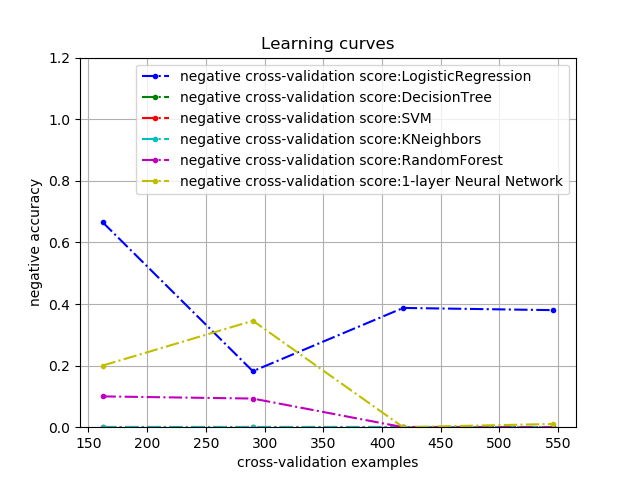 Learning curves
1.2
1.0
0.8
0.6
0.4
0.2
0.0
negative accuracy
negative cross-validation score:LogisticRegression
negative cross-validation score:DecisionTree
negative cross-validation score:SVM
negative cross-validation score:KNeighbors
negative cross-validation score:RandomForest
negative cross-validation score:1-layer Neural Network
150 200 250 300 350 400 450 500 550
cross-validation examples